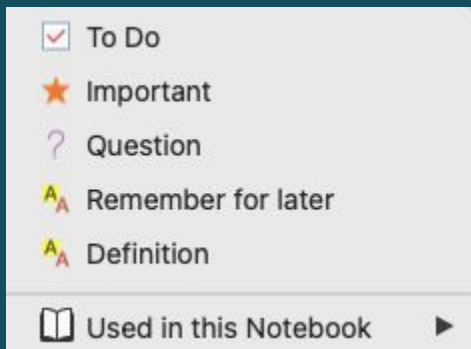 To Do
Important
Question
Remember for later
Definition
Used in this Notebook